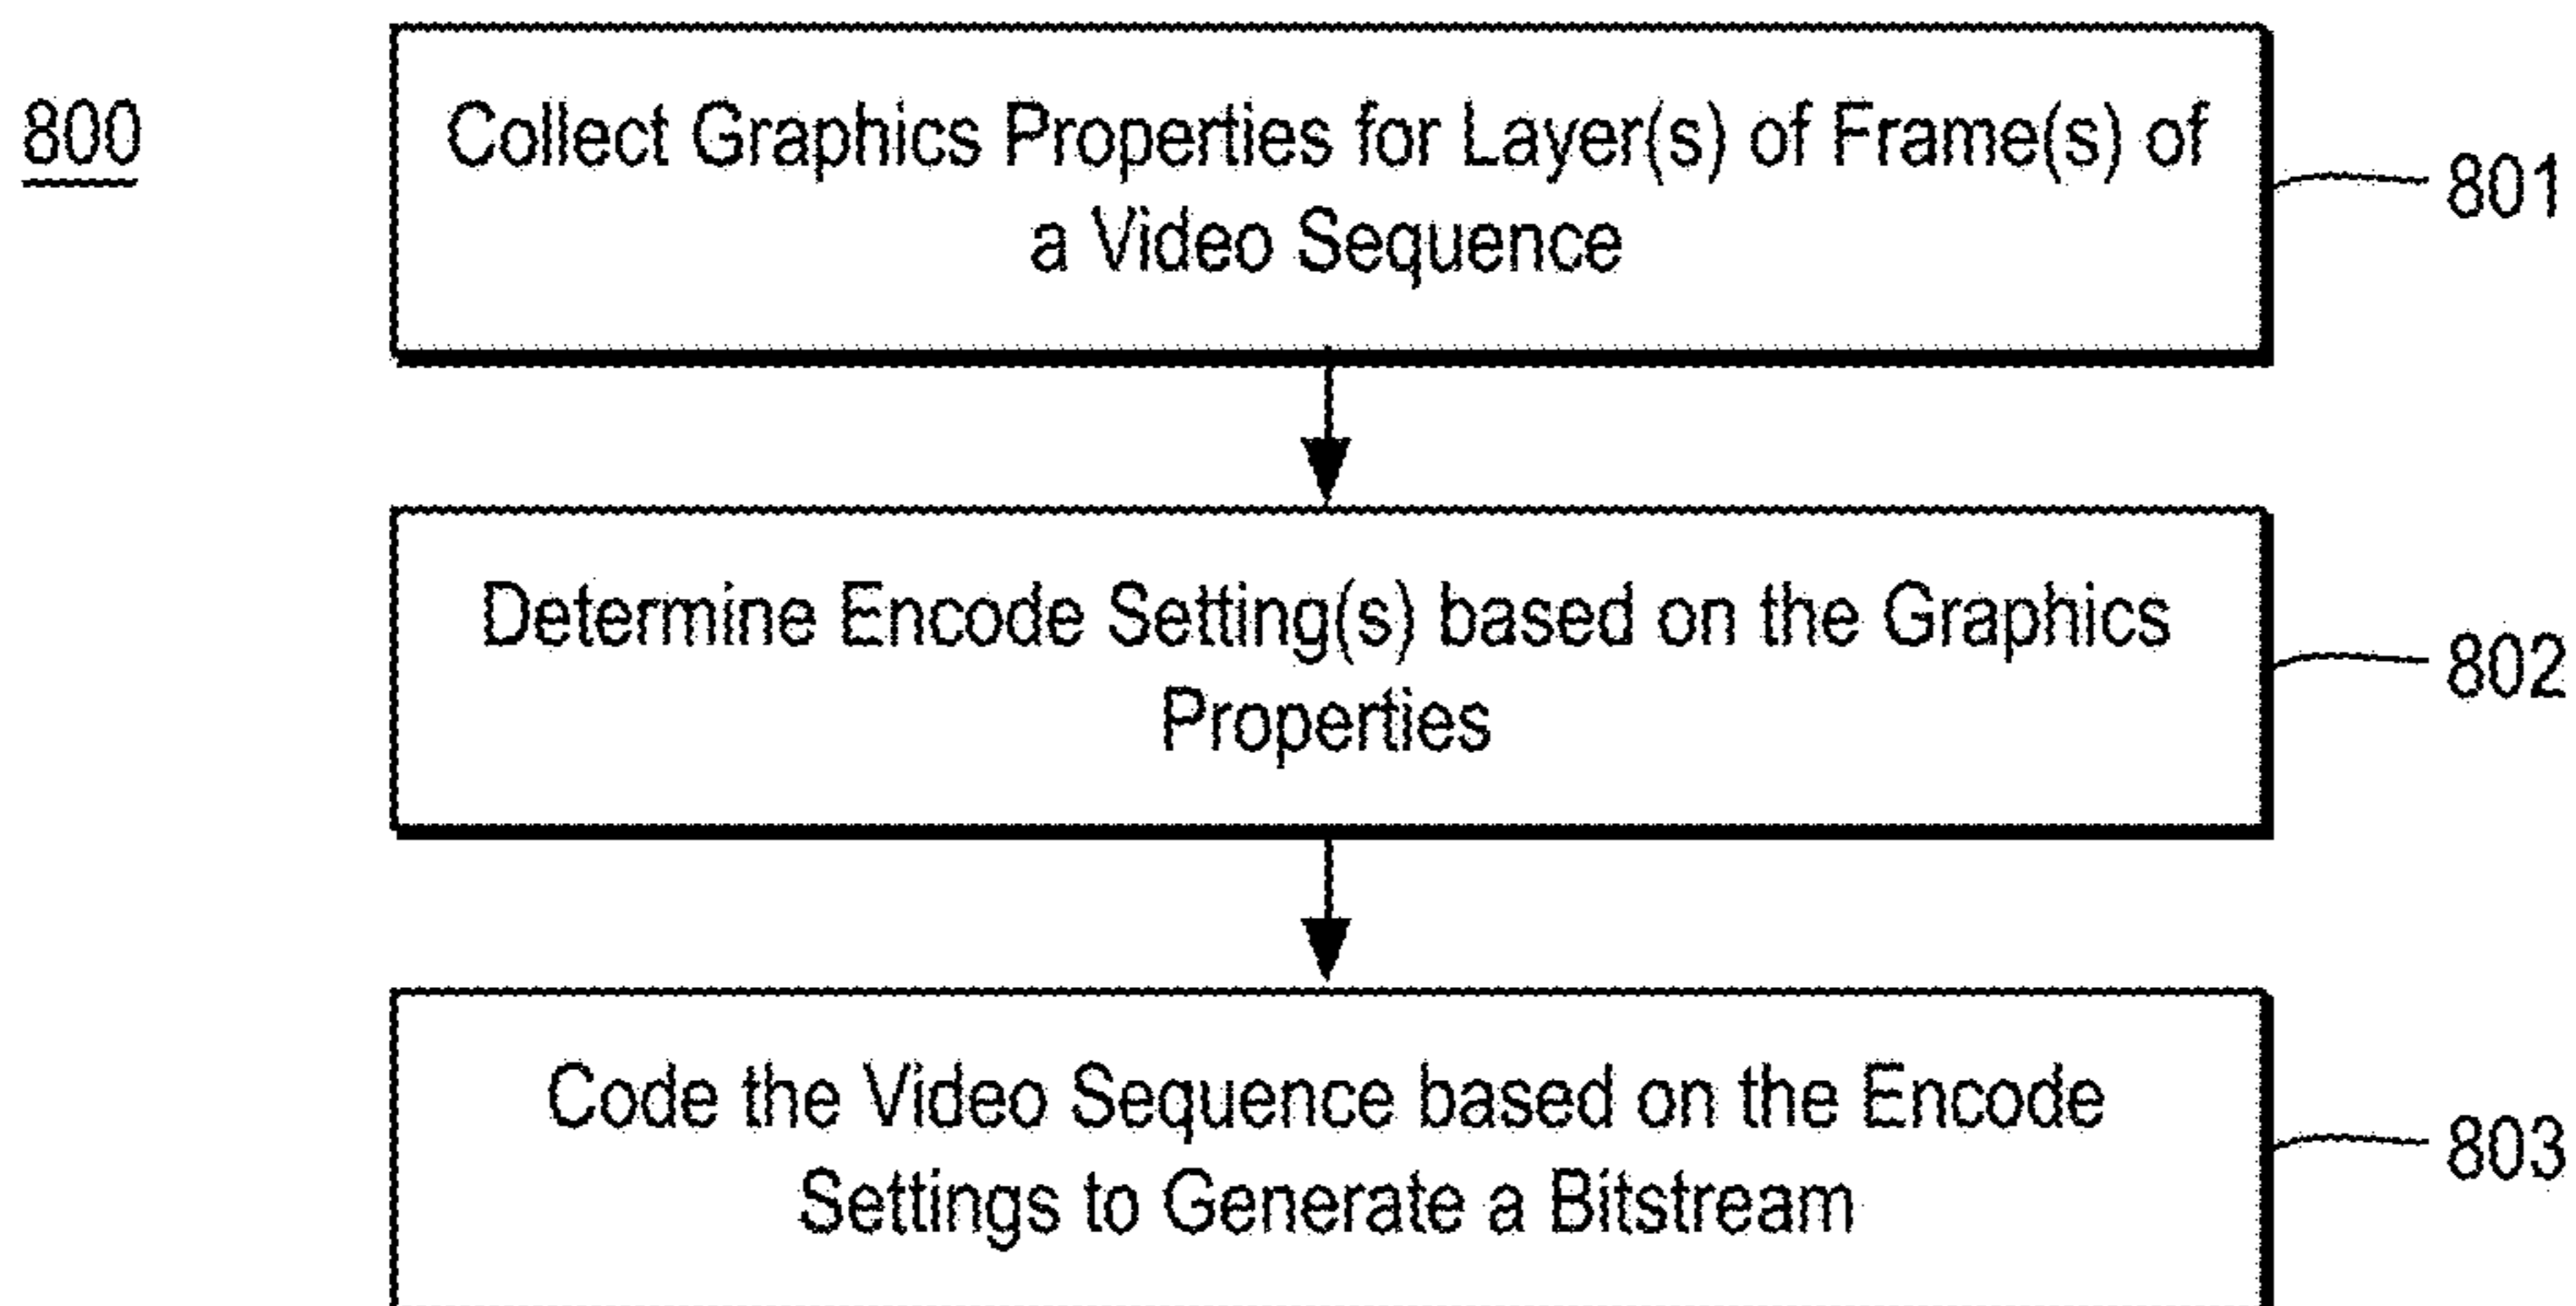 800
Collect Graphics Properties for Layer(s) of Frame(s) of
a Video Sequence
801
Determine Encode Setting(s) based on the Graphics
Properties
802
Code the Video Sequence based on the Encode
Settings to Generate a Bitstream
803